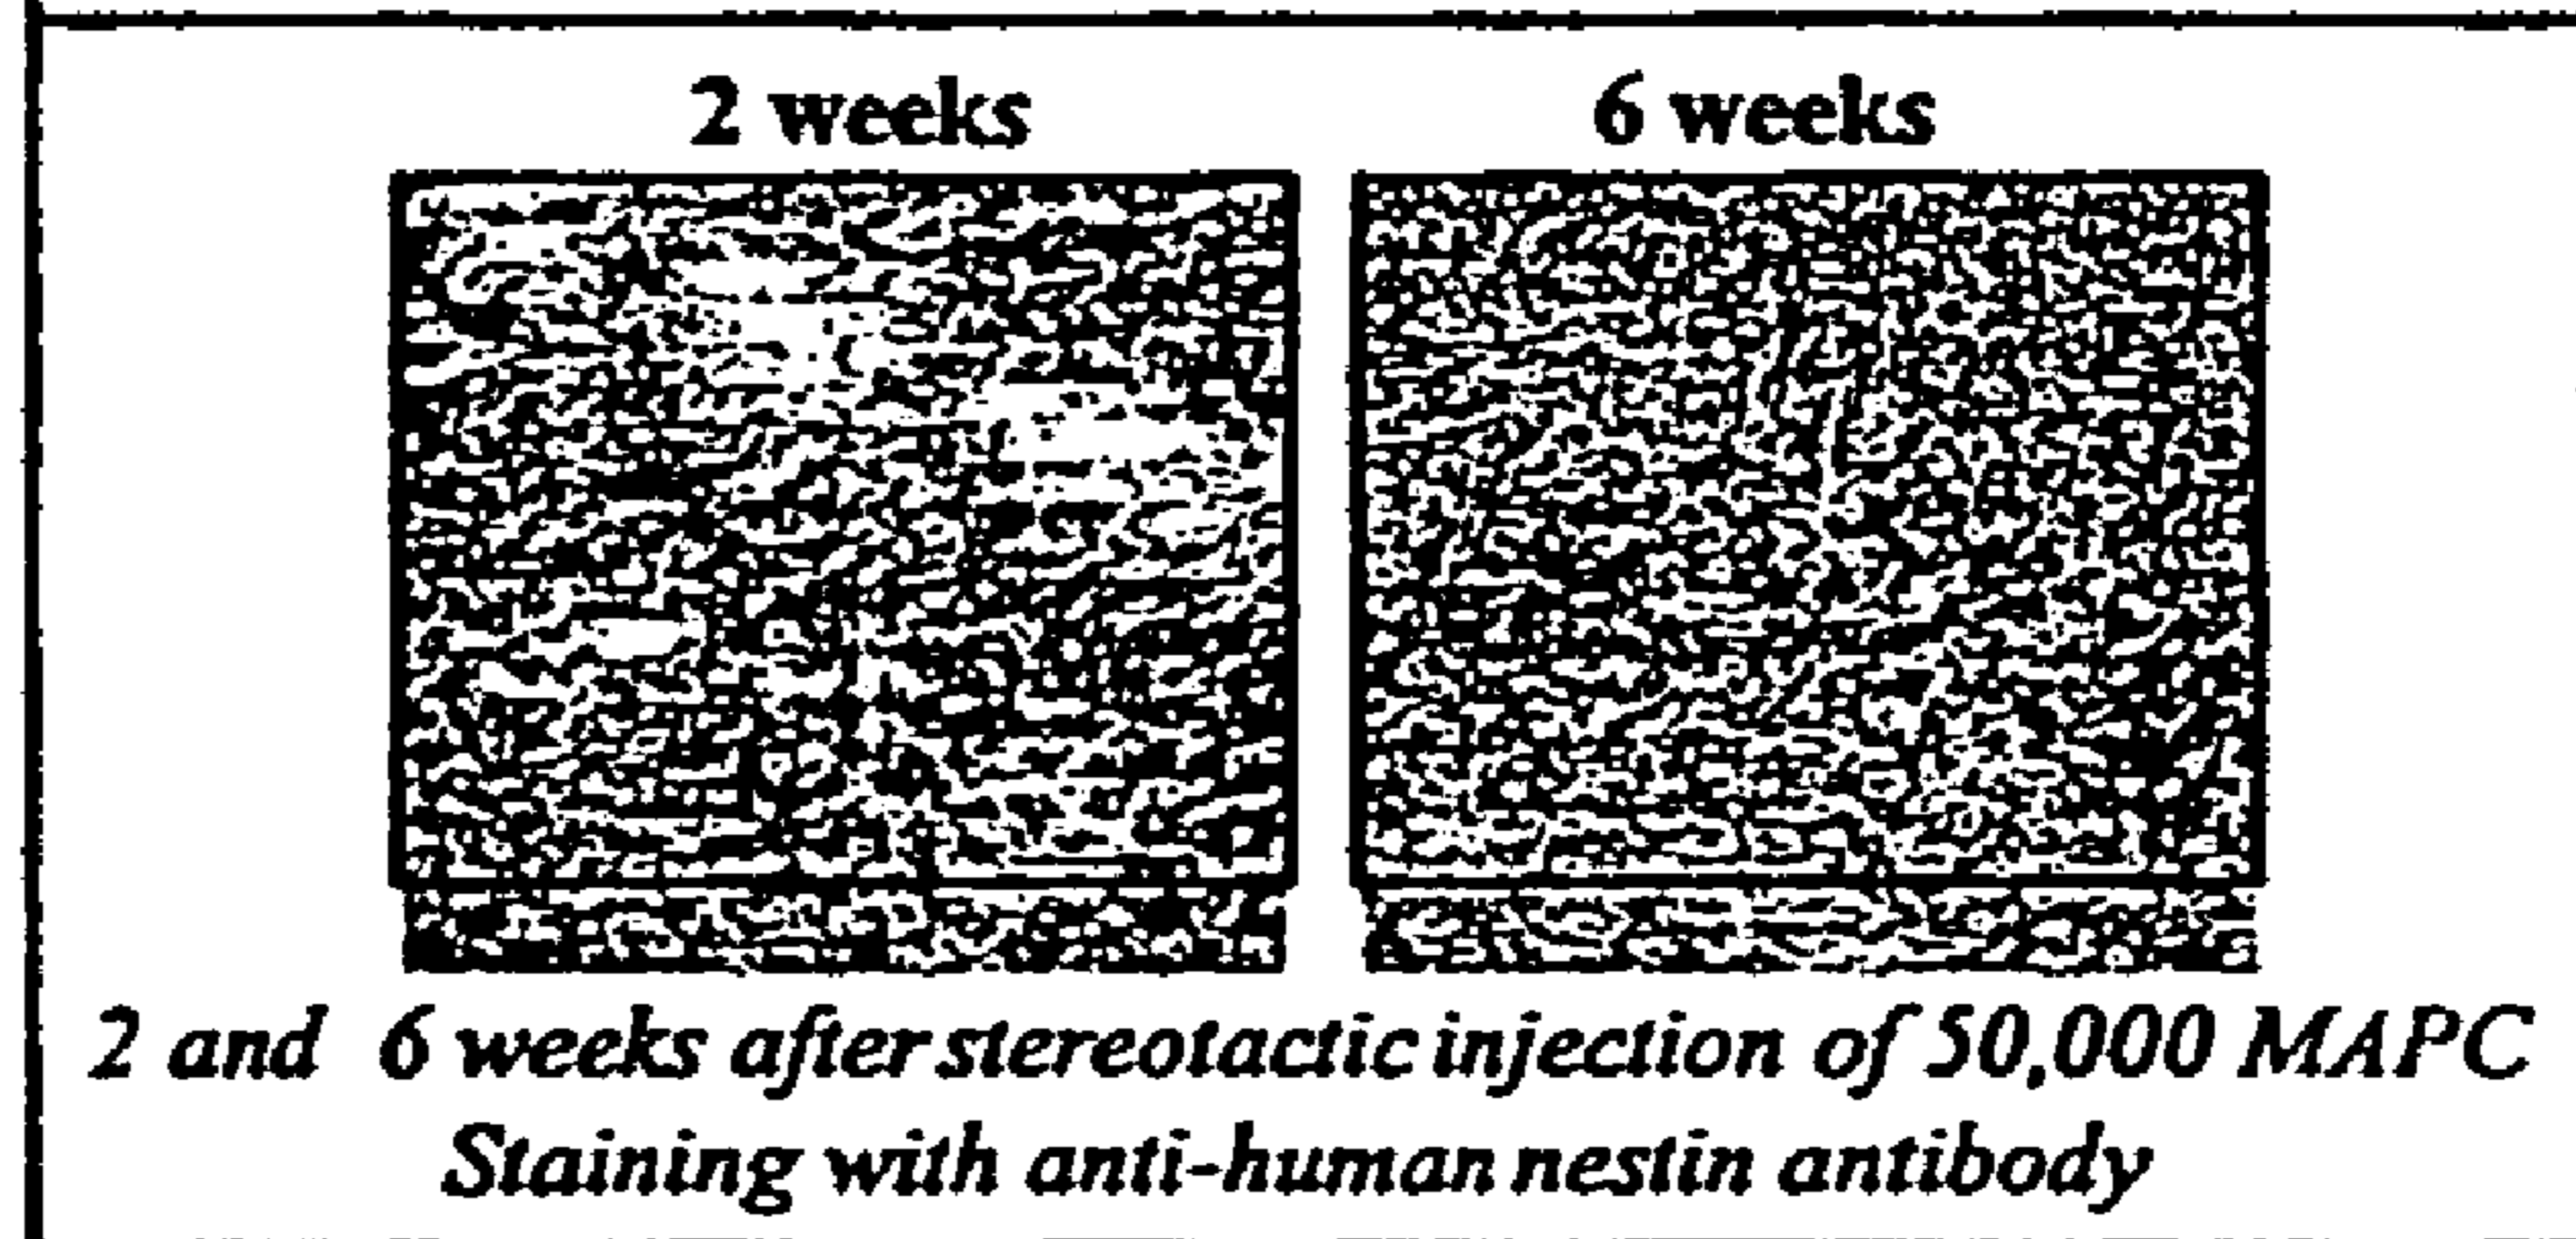 2 weeks
6 weeks
2 and 6 weeks after stereotactic injection of 50,000 MAPC
Staining with anti-human nestin antibody